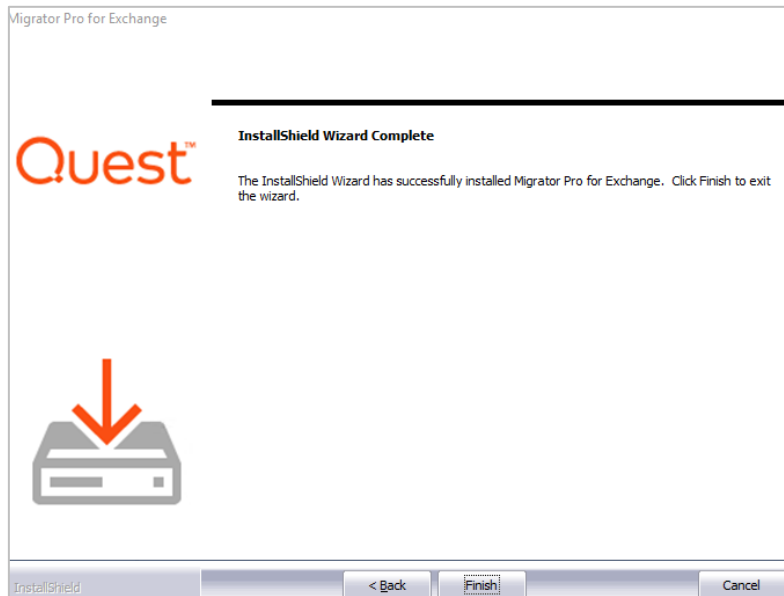 Migrator Pro for Exchange
Quest™
InstallShield Wizard Complete
The InstallShield Wizard has successfully installed Migrator Pro for Exchange. Click Finish to exit
the wizard.
InstallShield
< Back
Finish
Cancel